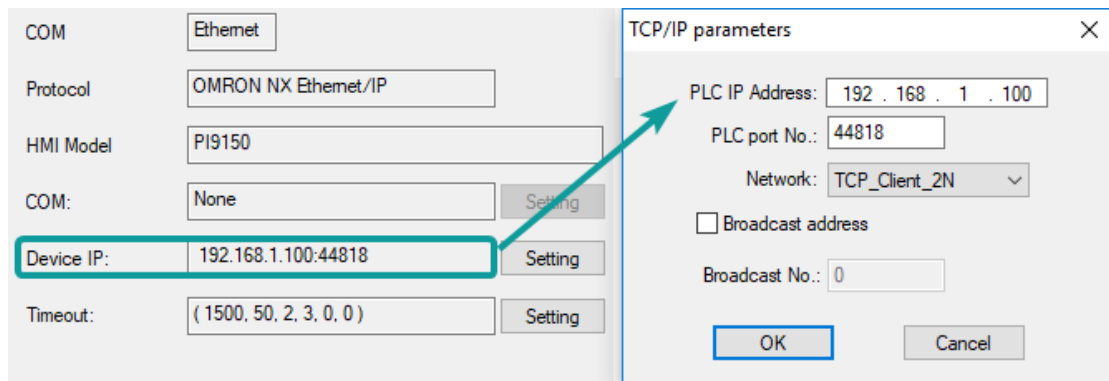 COM
Ethernet
Protocol
OMRON NX Ethernet/IP
HMI Model
PI9150
COM:
None
Setting
Device IP:
192.168.1.100:44818
Setting
Timeout:
( 1500, 50, 2, 3, 0, 0 )
Setting
TCP/IP parameters
PLC IP Address: 192 . 168 . 1 . 100
PLC port No.: 44818
Network: TCP_Client_2N
Broadcast address
Broadcast No.: 0
OK
Cancel